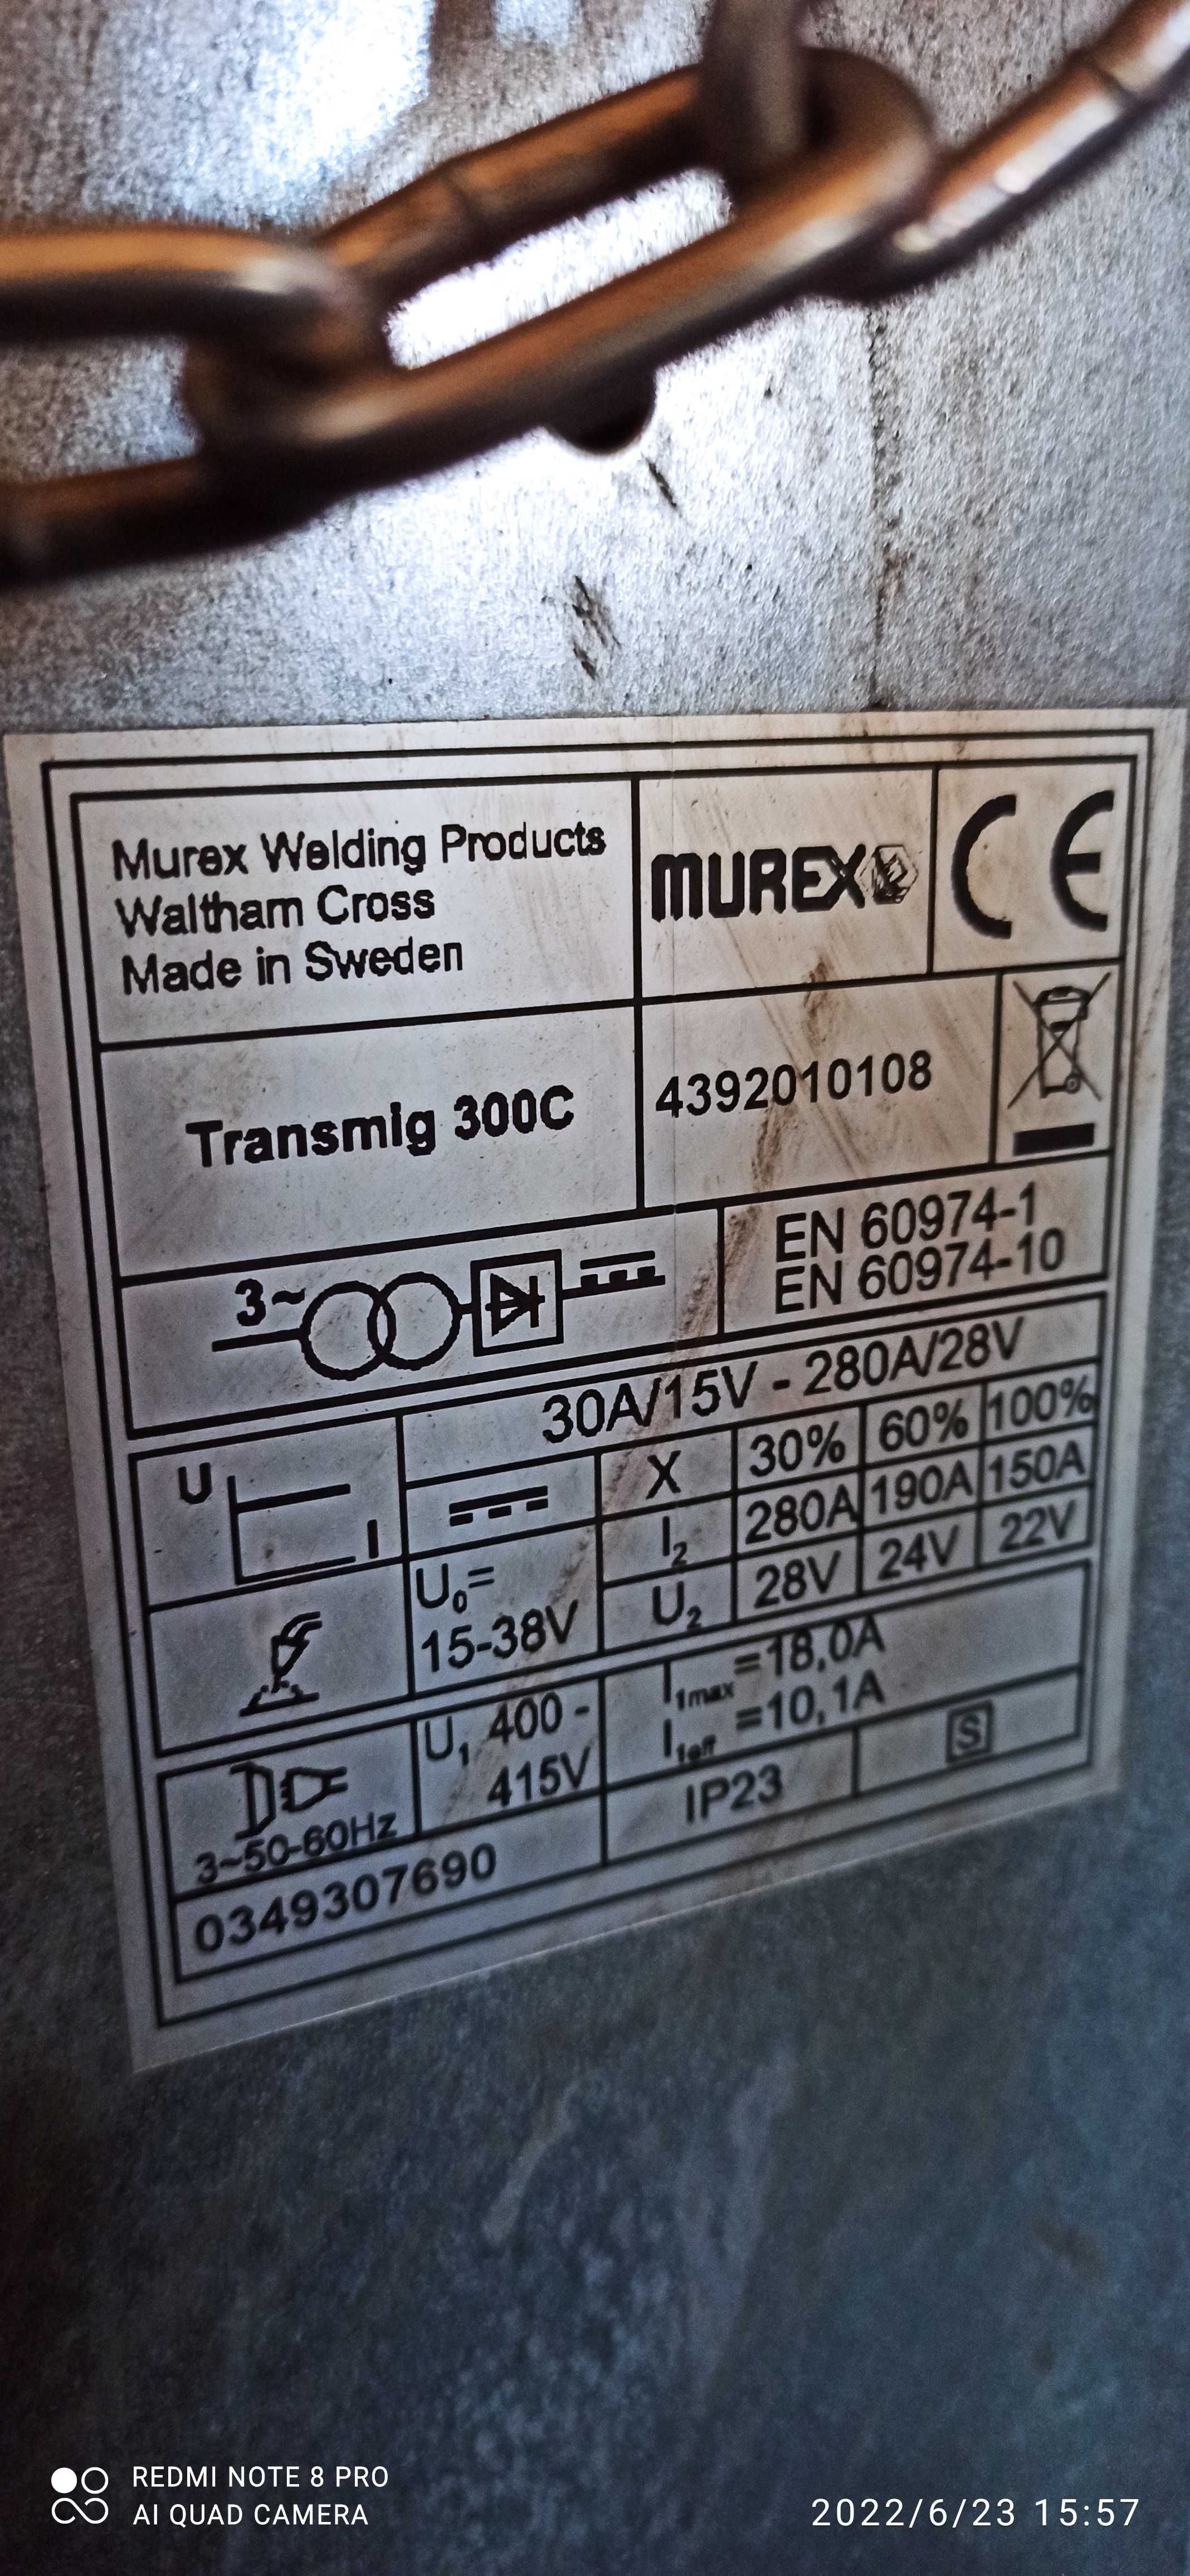 Murex Welding Products
Waltham Cross
Made in Sweden
MUREX
CE
Transmig 300C
4392010108
3~
EN 60974-1
EN 60974-10
30A/15V - 280A/28V
U
I
X 30% 60% 100%
I2 280A 190A 150A
U2 28V 24V 22V
U0=
15-38V
U1 400 -
415V
I1max =18,0A
I1eff =10,1A
3~50-60Hz
IP23
S
0349307690
REDMI NOTE 8 PRO
AI QUAD CAMERA
2022/6/23 15:57